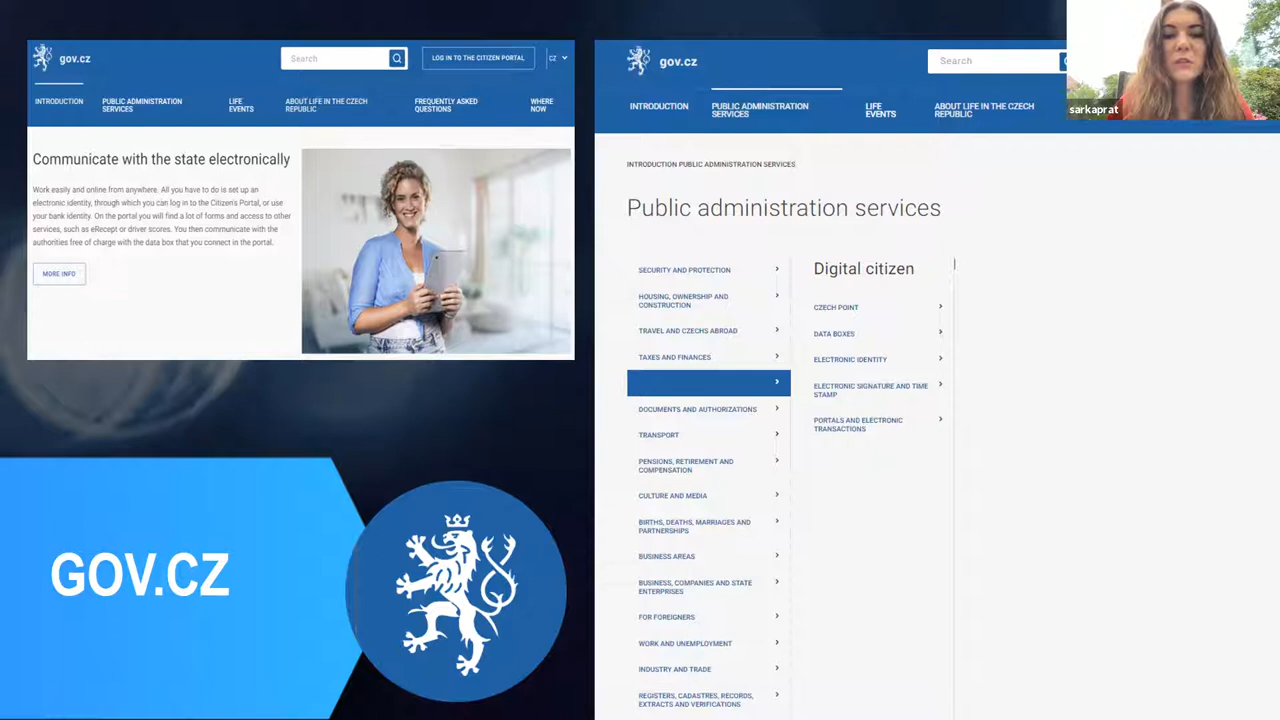 gov.cz
Search
LOG IN TO THE CITIZEN PORTAL
CZ
INTRODUCTION
PUBLIC ADMINISTRATION
SERVICES
LIFE
EVENTS
ABOUT LIFE IN THE CZECH
REPUBLIC
FREQUENTLY ASKED
QUESTIONS
WHERE
NOW
Communicate with the state electronically
Work easily and online from anywhere. All you have to do is set up an
electronic identity, through which you can log in to the Citizen's Portal, or use
your bank identity. On the portal you will find a lot of forms and access to other
services, such as eRecept or driver scores. You then communicate with the
authorities free of charge with the data box that you connect in the portal.
MORE INFO
GOV.CZ
gov.cz
Search
INTRODUCTION
PUBLIC ADMINISTRATION
SERVICES
LIFE
EVENTS
ABOUT LIFE IN THE CZECH
REPUBLIC
sarkaprat
INTRODUCTION PUBLIC ADMINISTRATION SERVICES
Public administration services
SECURITY AND PROTECTION
HOUSING, OWNERSHIP AND
CONSTRUCTION
TRAVEL AND CZECHS ABROAD
TAXES AND FINANCES
DOCUMENTS AND AUTHORIZATIONS
TRANSPORT
PENSIONS, RETIREMENT AND
COMPENSATION
CULTURE AND MEDIA
BIRTHS, DEATHS, MARRIAGES AND
PARTNERSHIPS
BUSINESS AREAS
BUSINESS, COMPANIES AND STATE
ENTERPRISES
FOR FOREIGNERS
WORK AND UNEMPLOYMENT
INDUSTRY AND TRADE
REGISTERS, CADASTRES, RECORDS,
EXTRACTS AND VERIFICATIONS
Digital citizen
CZECH POINT
DATA BOXES
ELECTRONIC IDENTITY
ELECTRONIC SIGNATURE AND TIME
STAMP
PORTALS AND ELECTRONIC
TRANSACTIONS